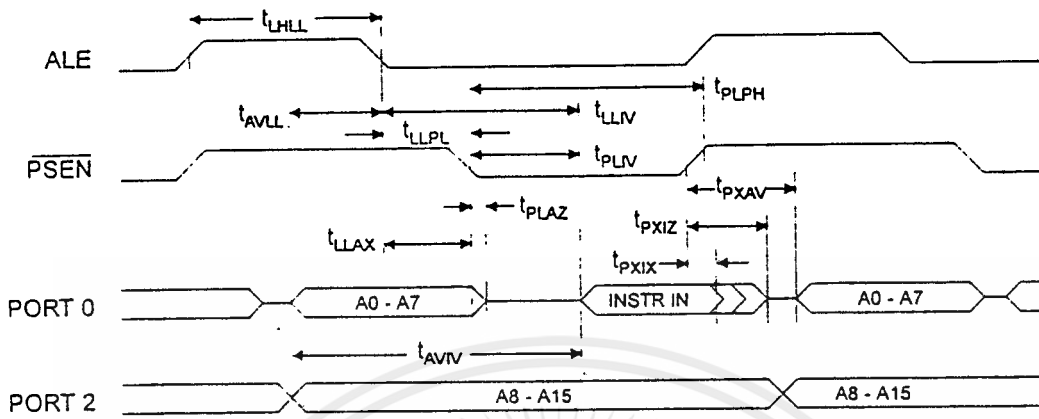 tLHLL
ALE
tPLPH
tAVLL
tLLIV
tLLPL
PSEN
tPLIV
tPXAV
tPLAZ
tPXIZ
tLLAX
tPXIX
PORT 0
A0 - A7
INSTR IN
A0 - A7
tAVIV
PORT 2
A8 - A15
A8 - A15